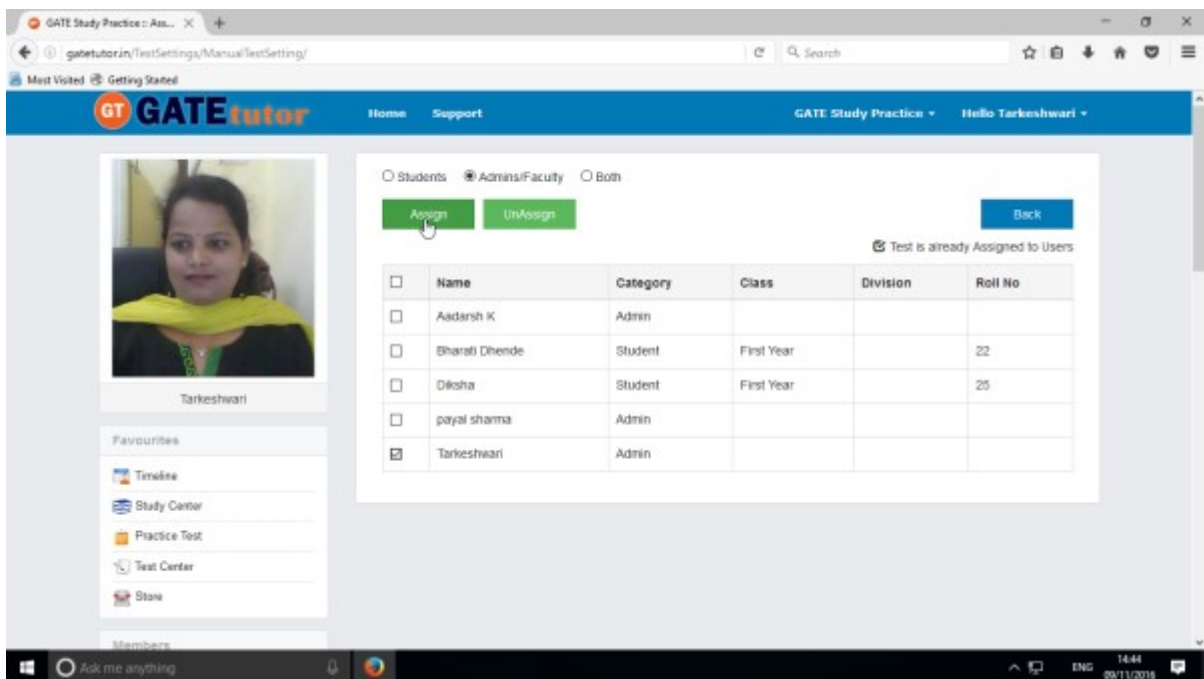 GATE Study Practice :: Ass...
gatetutor.in/TestSettings/ManualTestSetting/
Search
Most Visited Getting Started
GT GATEtutor Home Support GATE Study Practice Hello Tarkeshwari
Students Admins/Faculty Both
Assign UnAssign Back
Test is already Assigned to Users
Name Category Class Division Roll No
Aadarsh K Admin
Bharati Dhende Student First Year 22
Diksha Student First Year 25
payal sharma Admin
Tarkeshwari Admin
Tarkeshwari
Favourites
Timeline
Study Center
Practice Test
Test Center
Store
Members
Ask me anything
ENG 14:44
09/11/2016